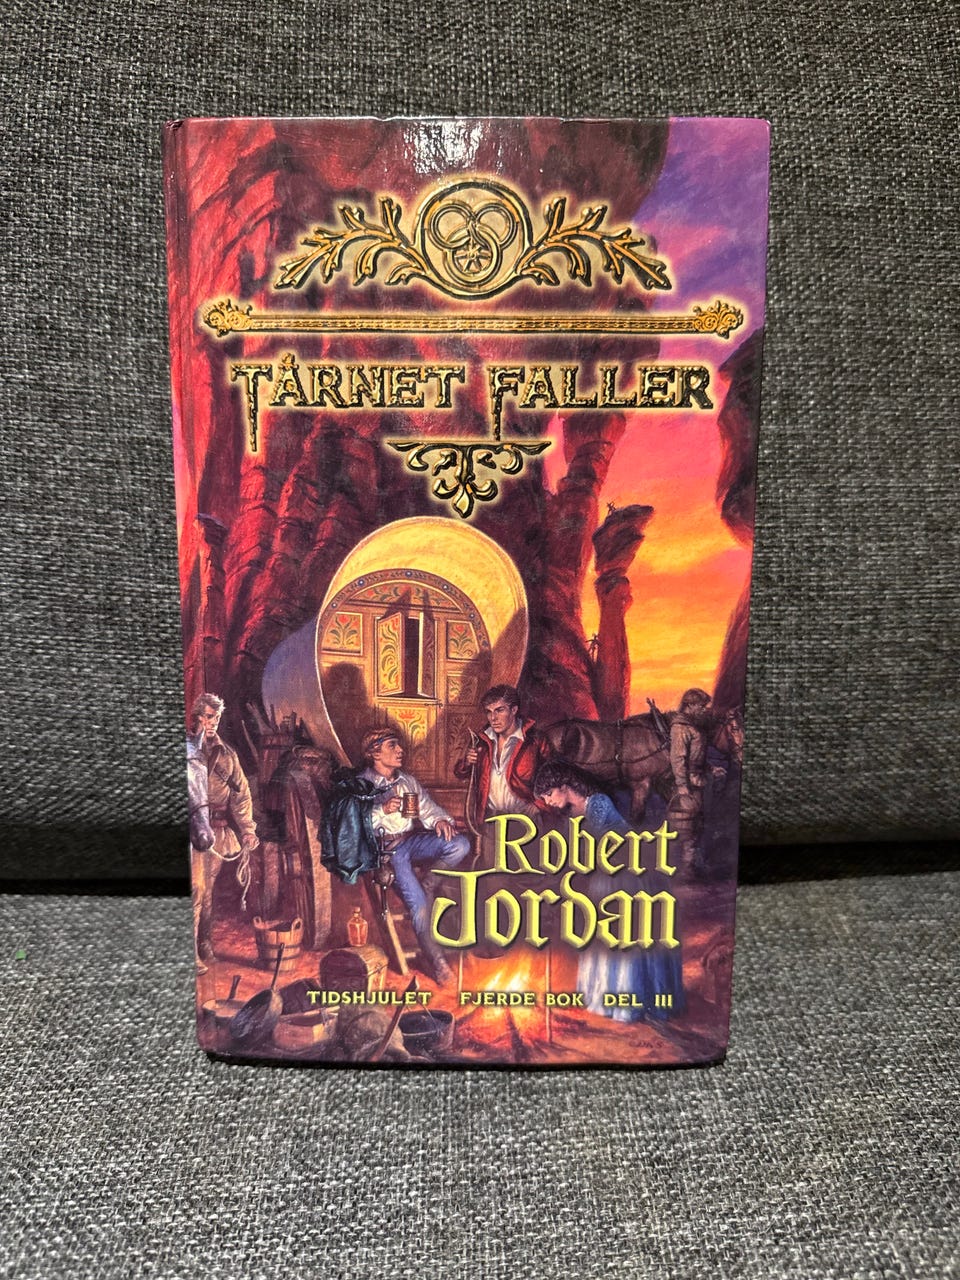 TÅRNET FALLER
Robert
Jordan
TIDSHJULET FJERDE BOK DEL III